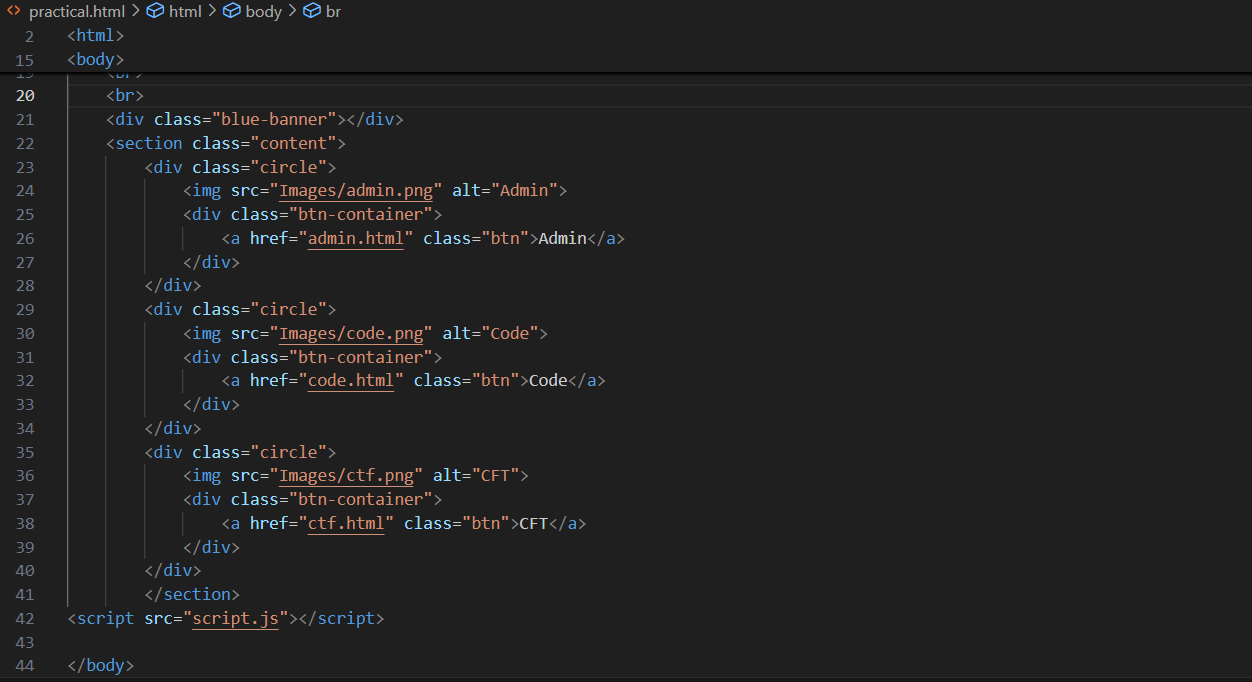 practical.html > html > body > br
2 <html>
15 <body>
19 <br>
20 <br>
21 <div class="blue-banner"></div>
22 <section class="content">
23 <div class="circle">
24 <img src="Images/admin.png" alt="Admin">
25 <div class="btn-container">
26 <a href="admin.html" class="btn">Admin</a>
27 </div>
28 </div>
29 <div class="circle">
30 <img src="Images/code.png" alt="Code">
31 <div class="btn-container">
32 <a href="code.html" class="btn">Code</a>
33 </div>
34 </div>
35 <div class="circle">
36 <img src="Images/ctf.png" alt="CFT">
37 <div class="btn-container">
38 <a href="ctf.html" class="btn">CFT</a>
39 </div>
40 </div>
41 </section>
42 <script src="script.js"></script>
43
44 </body>